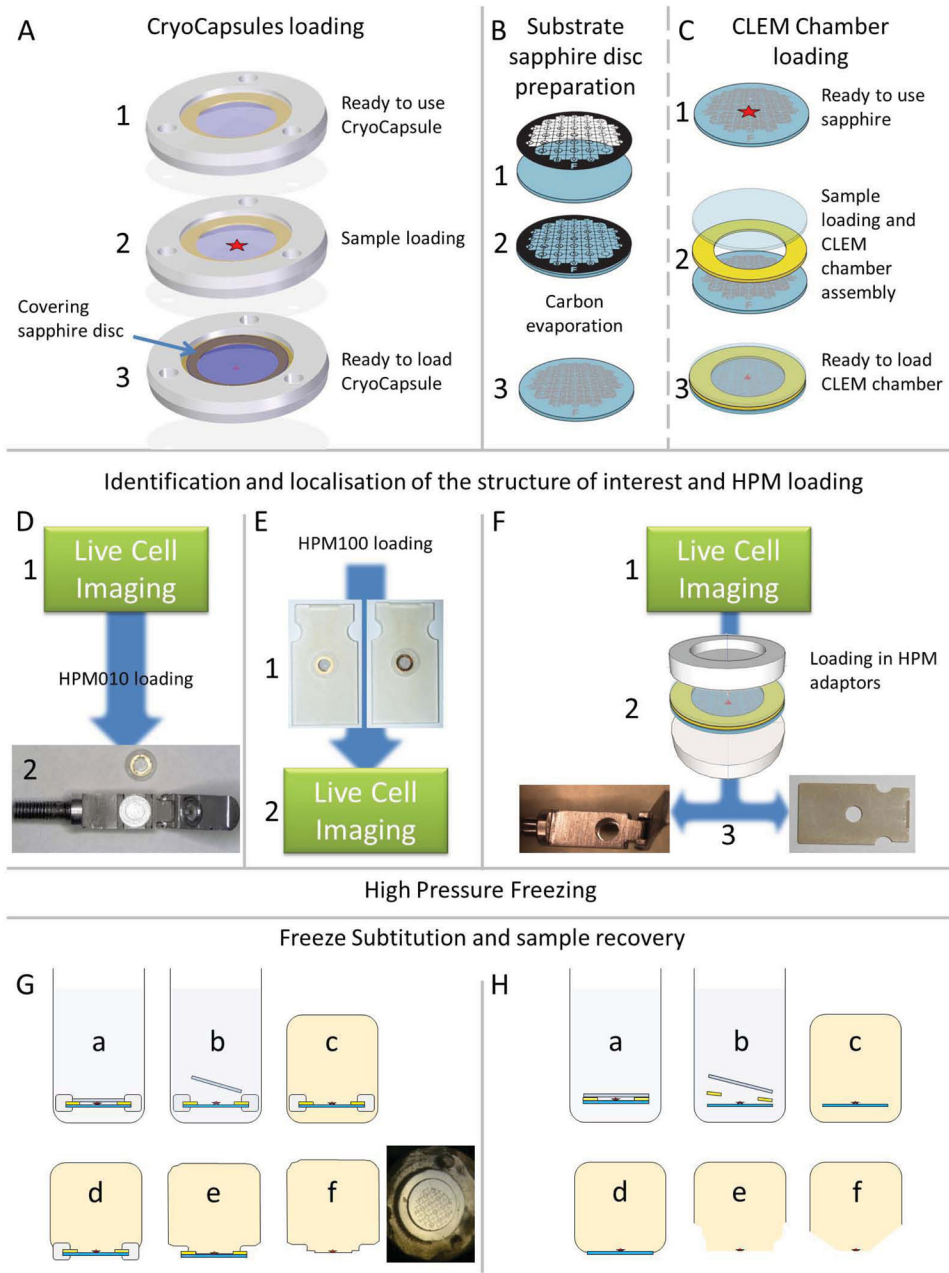 A
CryoCapsules loading
1
Ready to use
CryoCapsule
2
Sample loading
Covering
sapphire disc
3
Ready to load
CryoCapsule
B
Substrate
sapphire disc
preparation
1
F
2
F
Carbon
evaporation
3
F
C
CLEM Chamber
loading
1
F
Ready to use
sapphire
2
Sample
loading and
CLEM
chamber
assembly
3
Ready to load
CLEM chamber
Identification and localisation of the structure of interest and HPM loading
D
1
Live Cell
Imaging
HPM010 loading
2
E
HPM100 loading
1
2
Live Cell
Imaging
F
1
Live Cell
Imaging
Loading in HPM
adaptors
2
3
High Pressure Freezing
Freeze Subtitution and sample recovery
G
a
b
c
d
e
f
H
a
b
c
d
e
f